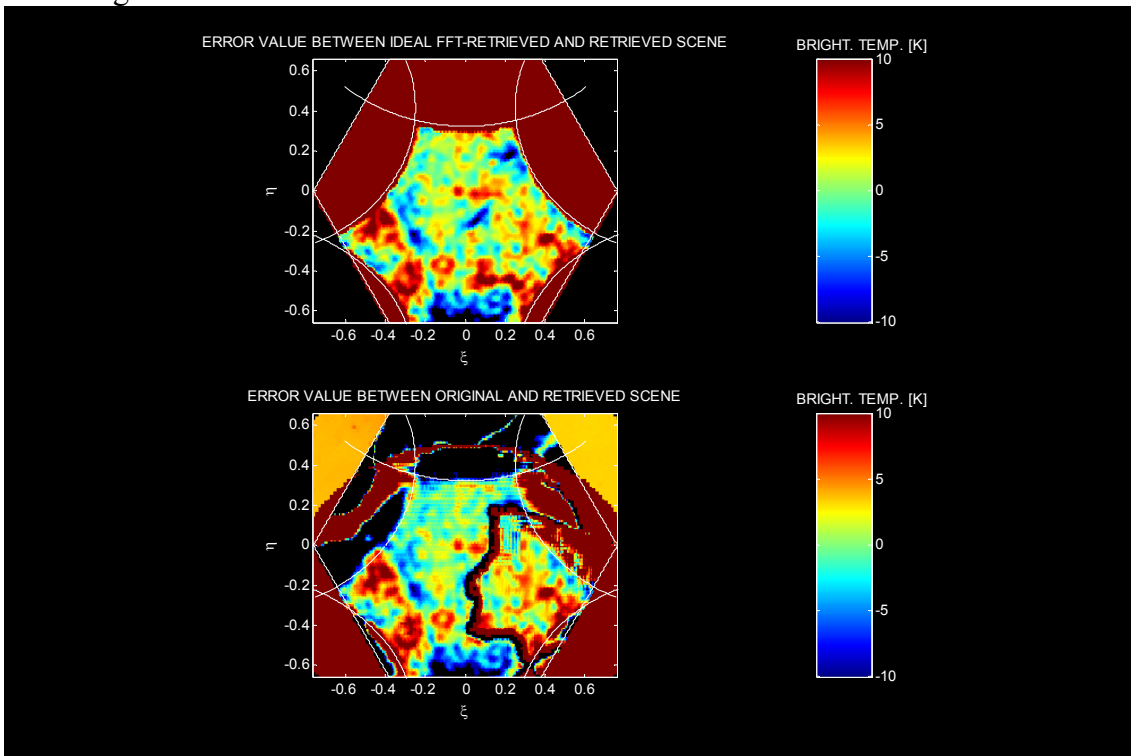 ERROR VALUE BETWEEN IDEAL FFT-RETRIEVED AND RETRIEVED SCENE
BRIGHT. TEMP. [K]
0.6
0.4
0.2
0
-0.2
-0.4
-0.6
η
-0.6 -0.4 -0.2 0 0.2 0.4 0.6
ξ
10
5
0
-5
-10
ERROR VALUE BETWEEN ORIGINAL AND RETRIEVED SCENE
BRIGHT. TEMP. [K]
0.6
0.4
0.2
0
-0.2
-0.4
-0.6
η
-0.6 -0.4 -0.2 0 0.2 0.4 0.6
ξ
10
5
0
-5
-10